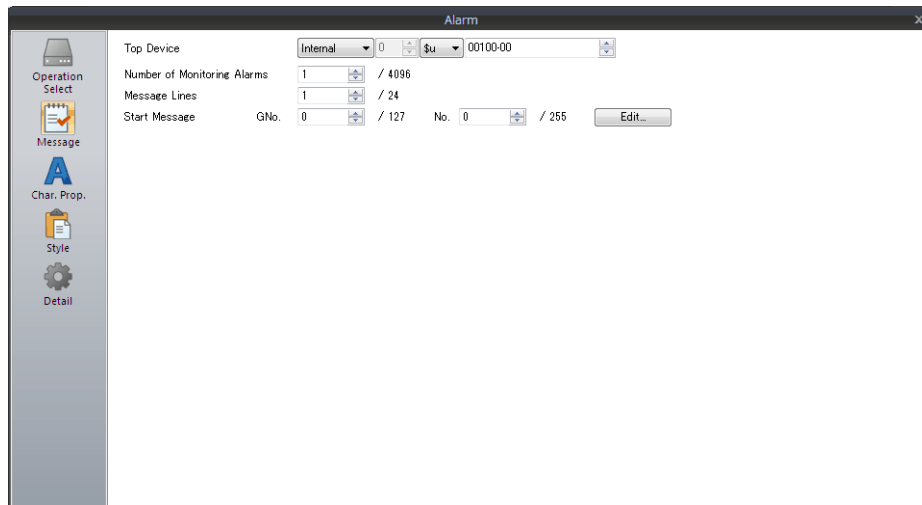 Alarm
x
Operation
Select
Message
Char. Prop.
Style
Detail
Top Device Internal 0 $u 00100-00
Number of Monitoring Alarms 1 / 4096
Message Lines 1 / 24
Start Message GNo. 0 / 127 No. 0 / 255 Edit...